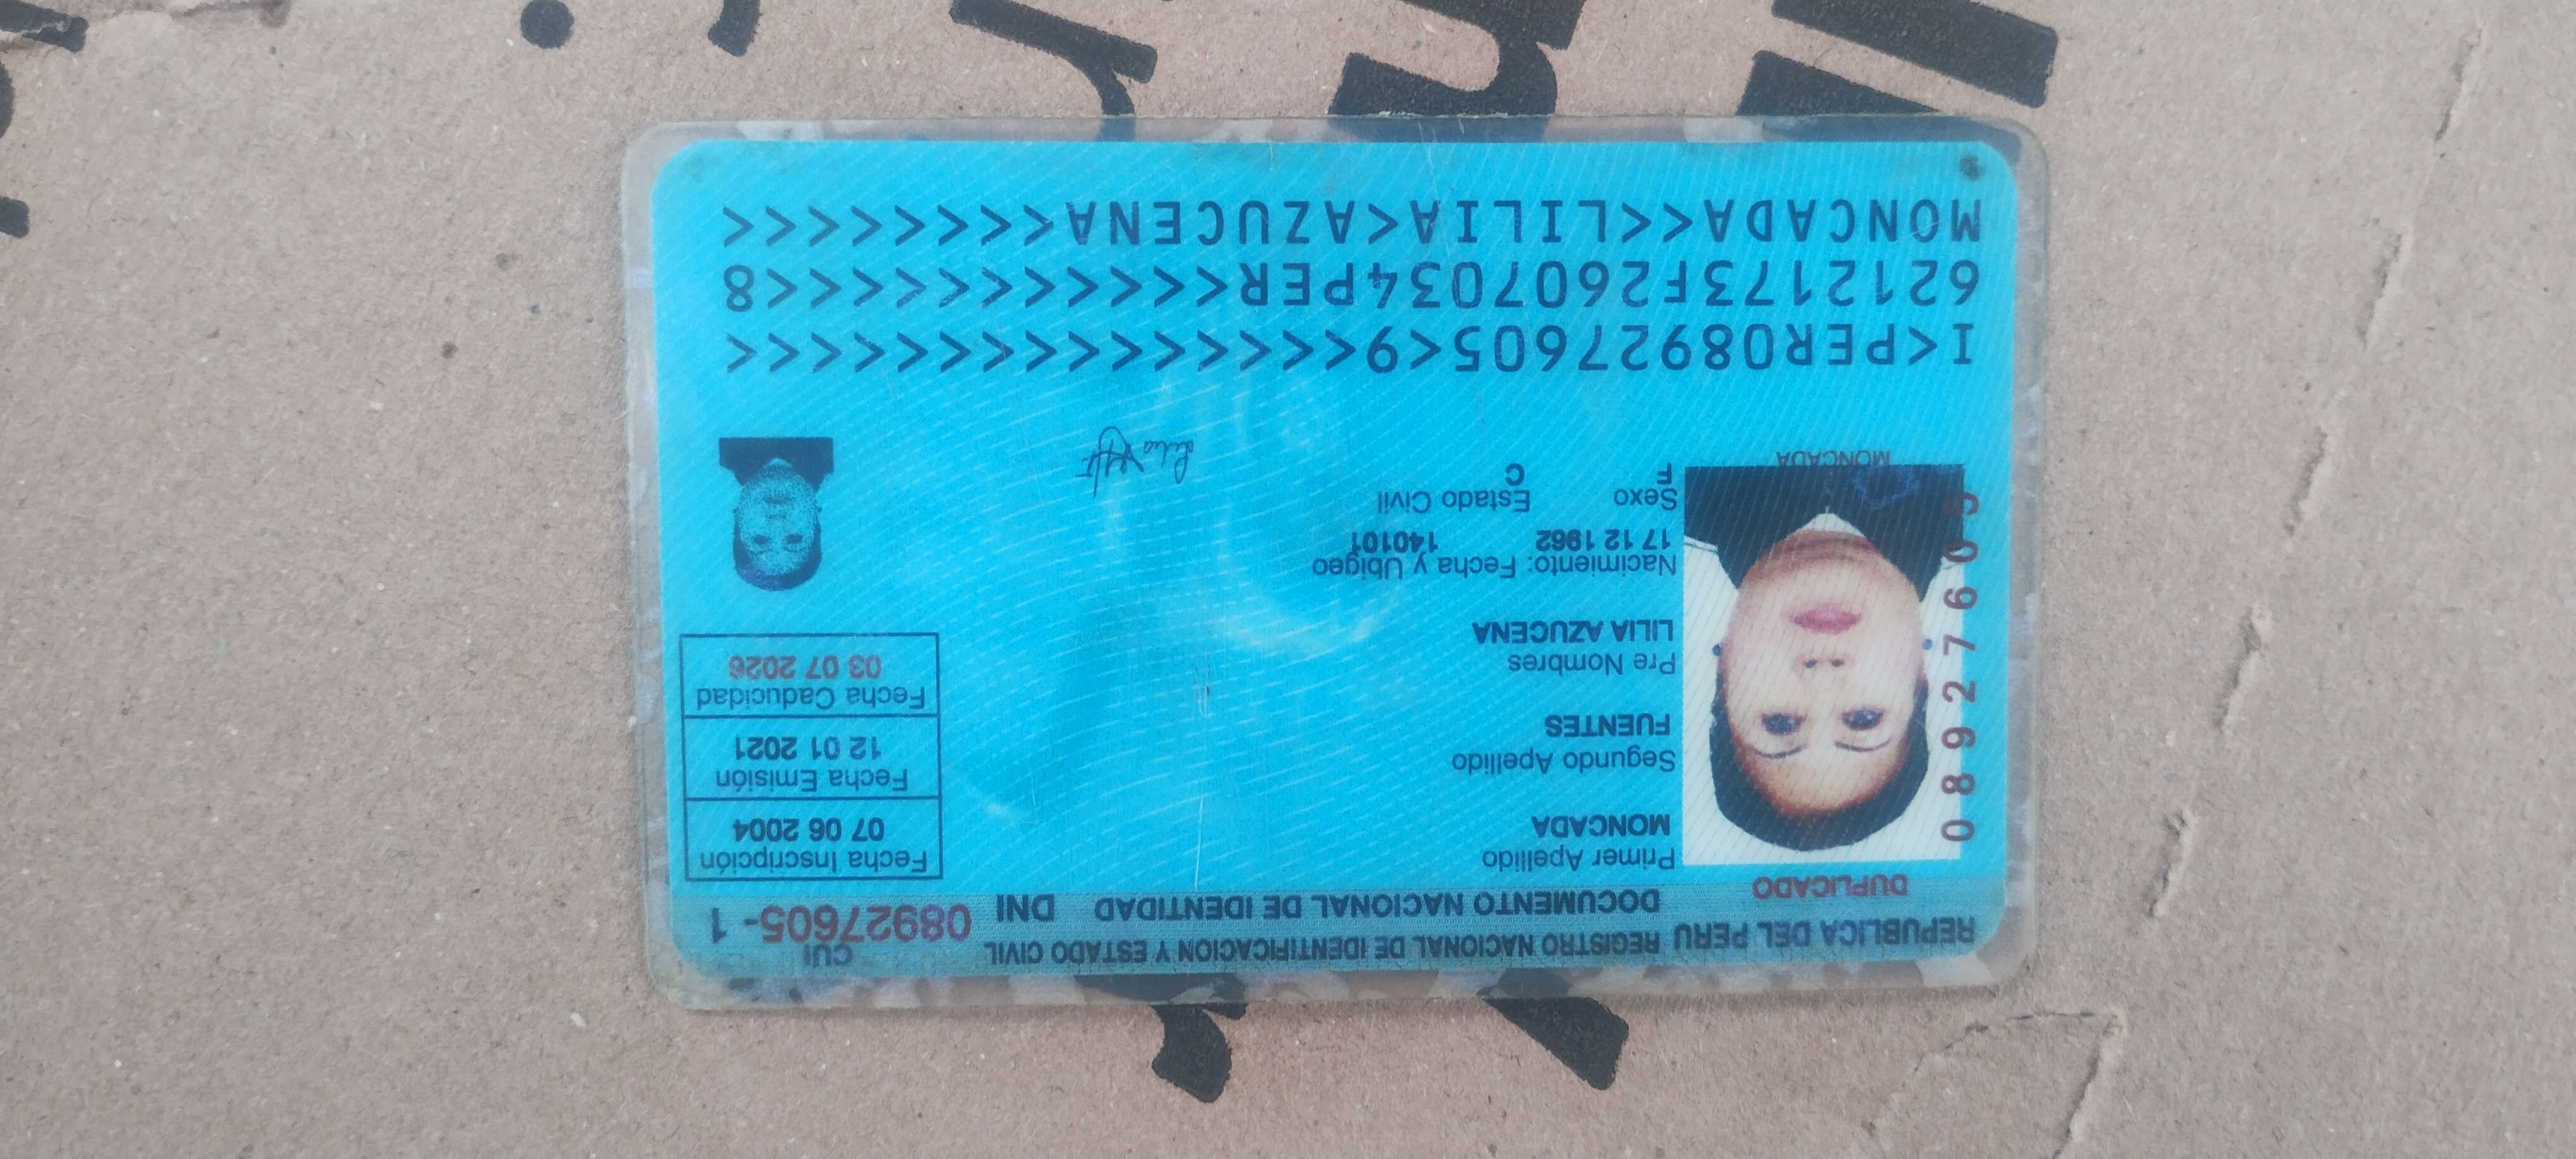 REPUBLICA DEL PERU REGISTRO NACIONAL DE IDENTIFICACION Y ESTADO CIVIL
CUI
DUPLICADO
DOCUMENTO NACIONAL DE IDENTIDAD DNI
08927605 - 1
Primer Apellido
MONCADA
Segundo Apellido
FUENTES
Pre Nombres
LILIA AZUCENA
Nacimiento: Fecha y Ubigeo
17 12 1962 140101
Sexo Estado Civil
F C
Fecha Inscripción
07 06 2004
Fecha Emisión
12 01 2021
Fecha Caducidad
03 07 2026
08927605
MONCADA
I<PER08927605<9<<<<<<<<<<<<<<<
6212173F2607034PER<<<<<<<<<<<8
MONCADA<<LILIA<AZUCENA<<<<<<<<